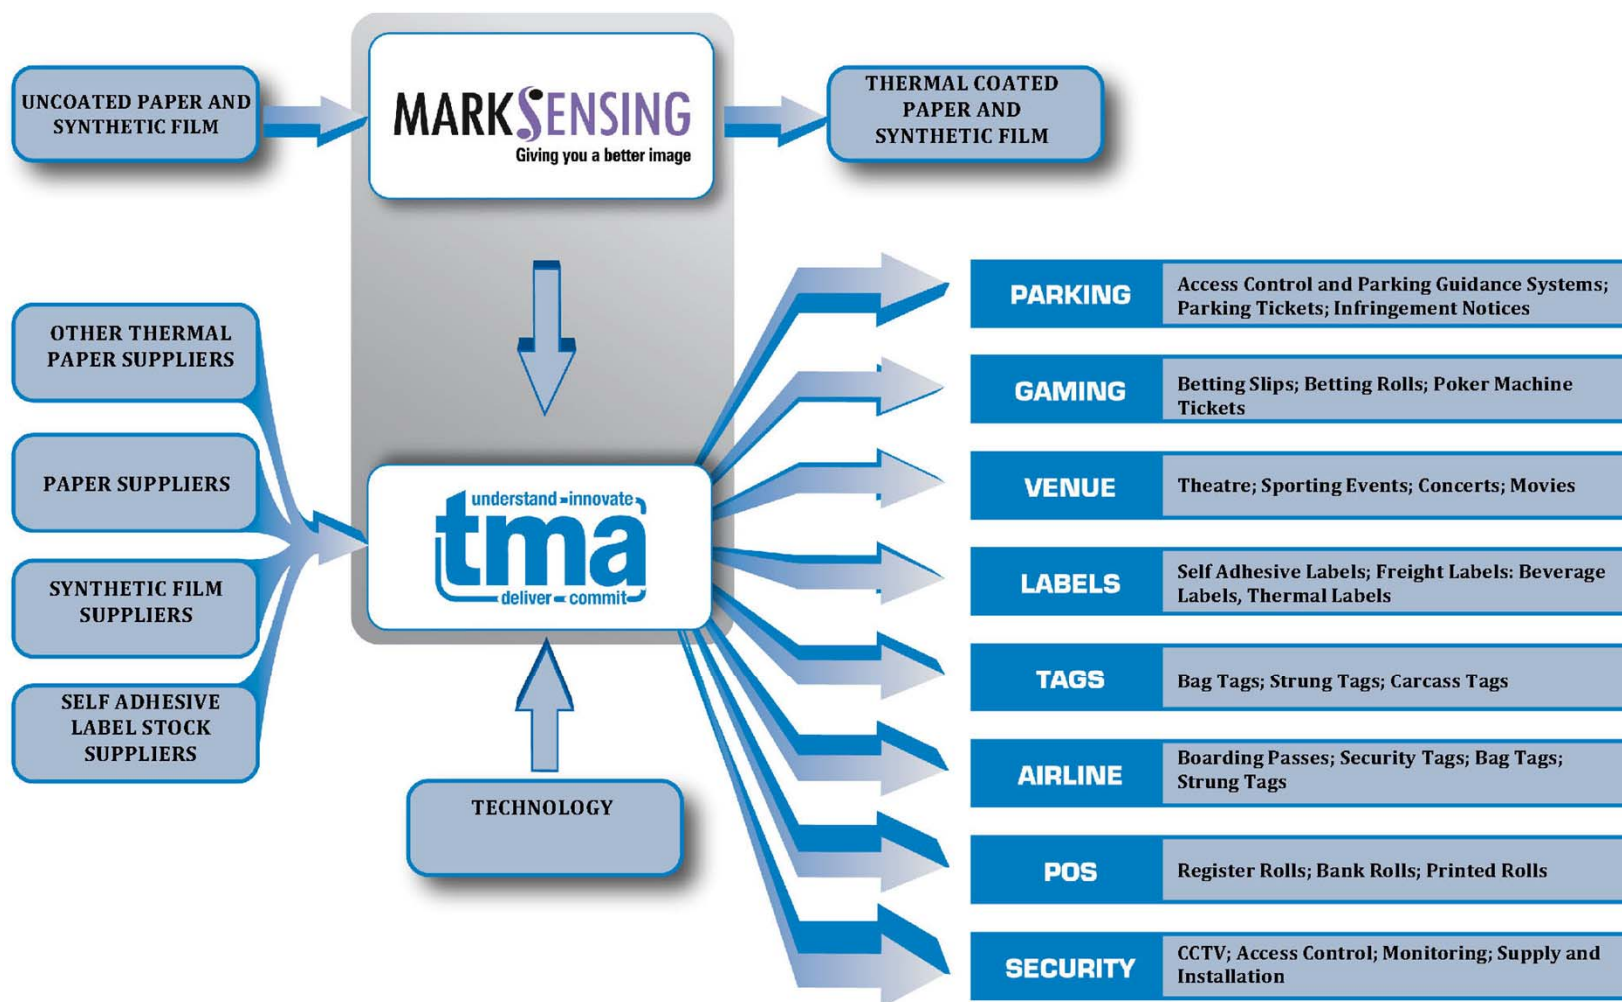 UNCOATED PAPER AND
SYNTHETIC FILM
MARKSENSING
Giving you a better image
THERMAL COATED
PAPER AND
SYNTHETIC FILM
OTHER THERMAL
PAPER SUPPLIERS
PAPER SUPPLIERS
SYNTHETIC FILM
SUPPLIERS
SELF ADHESIVE
LABEL STOCK
SUPPLIERS
understand - innovate
tma
deliver - commit
TECHNOLOGY
PARKING
Access Control and Parking Guidance Systems;
Parking Tickets; Infringement Notices
GAMING
Betting Slips; Betting Rolls; Poker Machine
Tickets
VENUE
Theatre; Sporting Events; Concerts; Movies
LABELS
Self Adhesive Labels; Freight Labels: Beverage
Labels, Thermal Labels
TAGS
Bag Tags; Strung Tags; Carcass Tags
AIRLINE
Boarding Passes; Security Tags; Bag Tags;
Strung Tags
POS
Register Rolls; Bank Rolls; Printed Rolls
SECURITY
CCTV; Access Control; Monitoring; Supply and
Installation